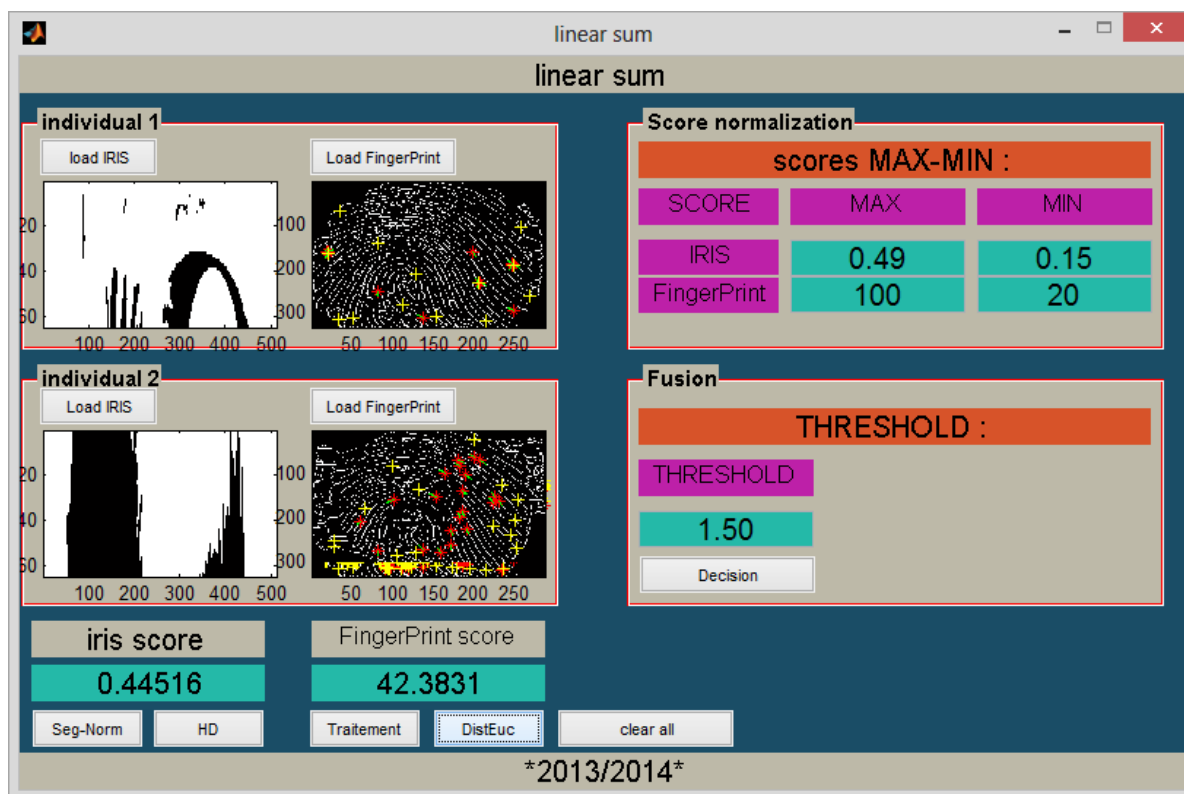 linear sum
linear sum
individual 1
load IRIS
Load FingerPrint
20
40
60
100 200 300 400 500
100
200
300
50 100 150 200 250
individual 2
Load IRIS
Load FingerPrint
20
40
60
100 200 300 400 500
100
200
300
50 100 150 200 250
iris score
FingerPrint score
0.44516
42.3831
Seg-Norm
HD
Traitement
DistEuc
clear all
Score normalization
scores MAX-MIN :
SCORE MAX MIN
IRIS 0.49 0.15
FingerPrint 100 20
Fusion
THRESHOLD :
THRESHOLD
1.50
Decision
*2013/2014*